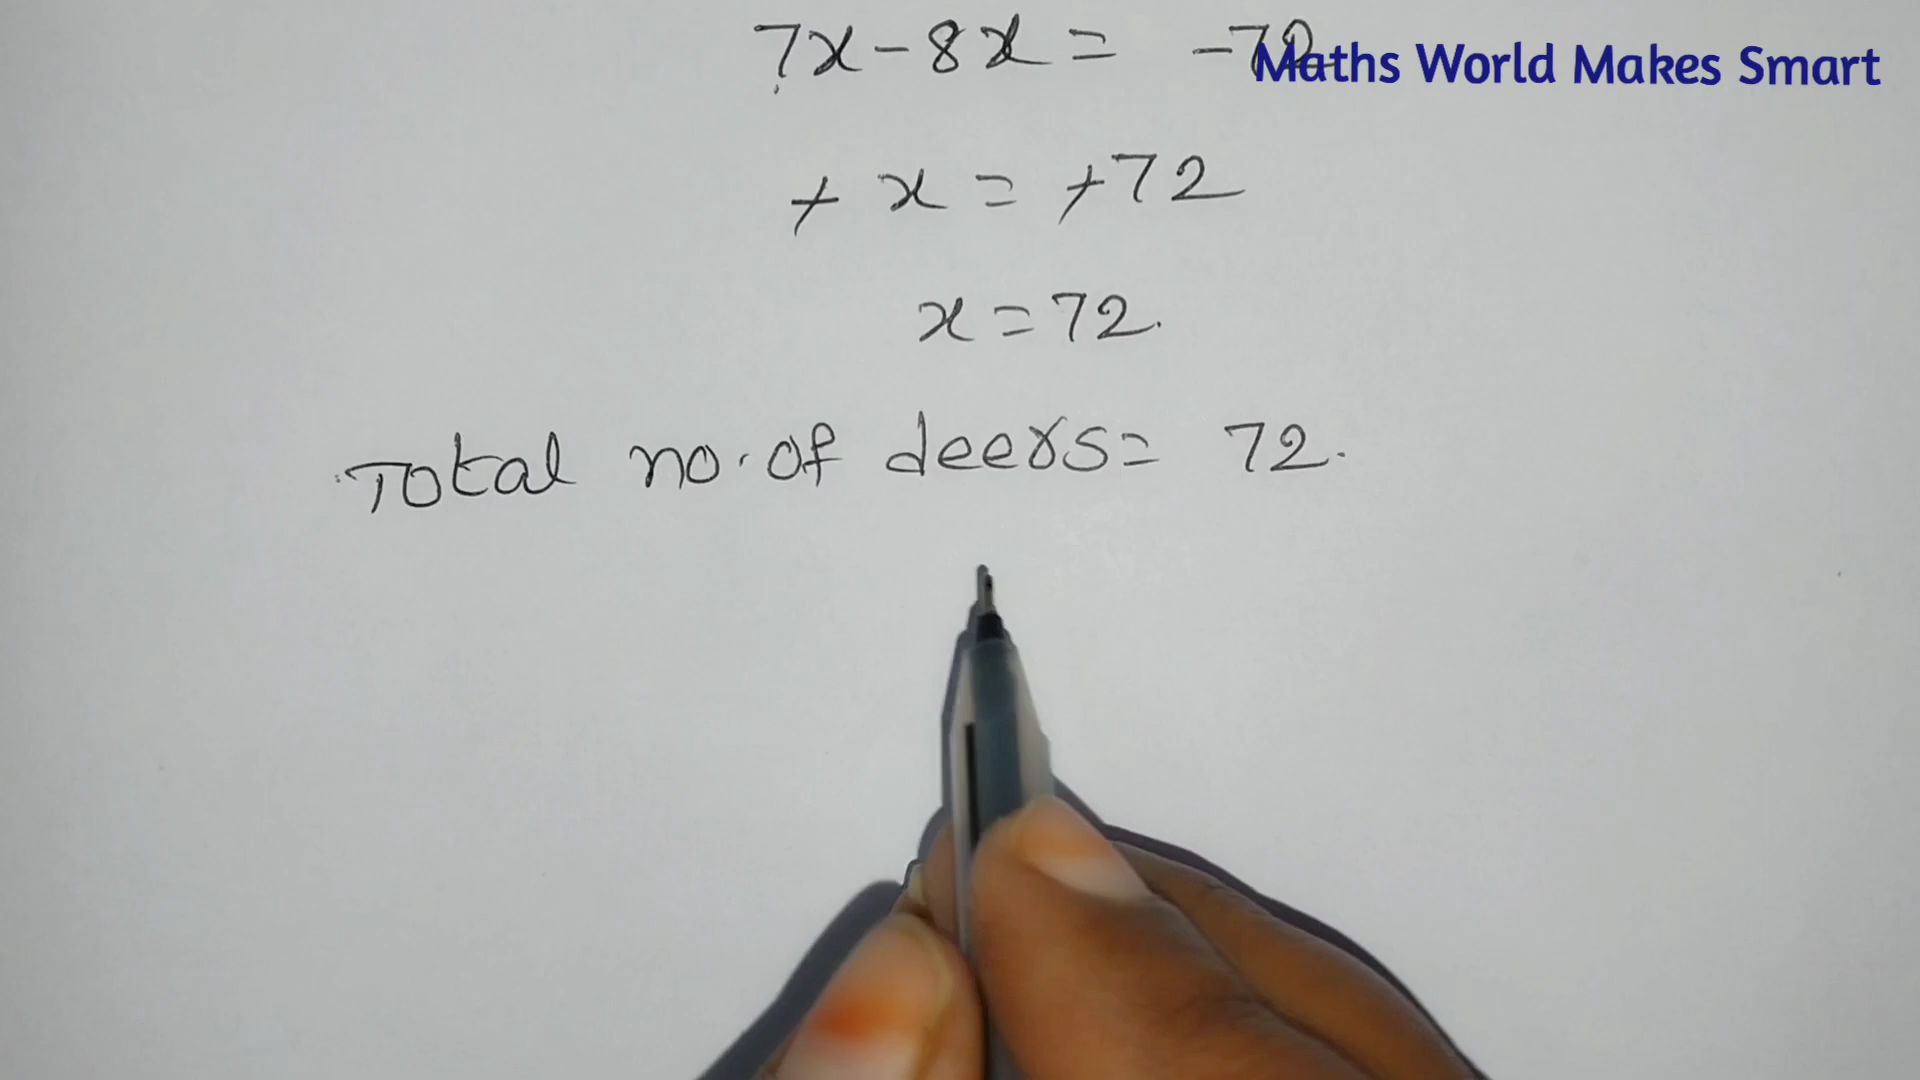 7x-8x= -72
Maths World Makes Smart
+ x = +72
x=72.
Total no. of deers= 72.